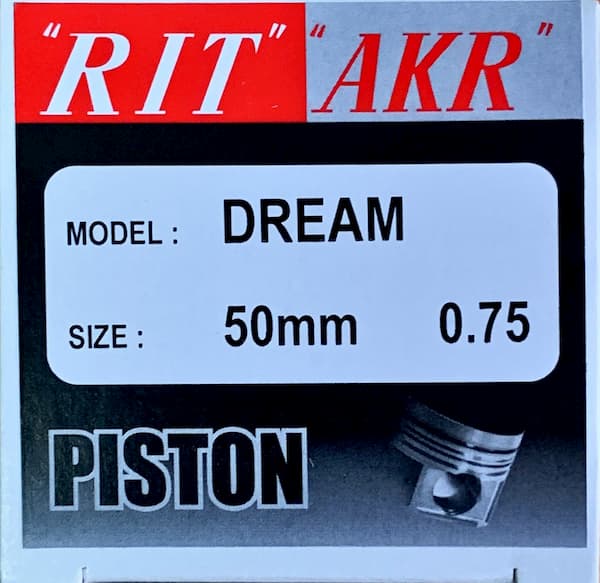 "RIT" "AKR"
MODEL : DREAM
SIZE : 50mm 0.75
PISTON